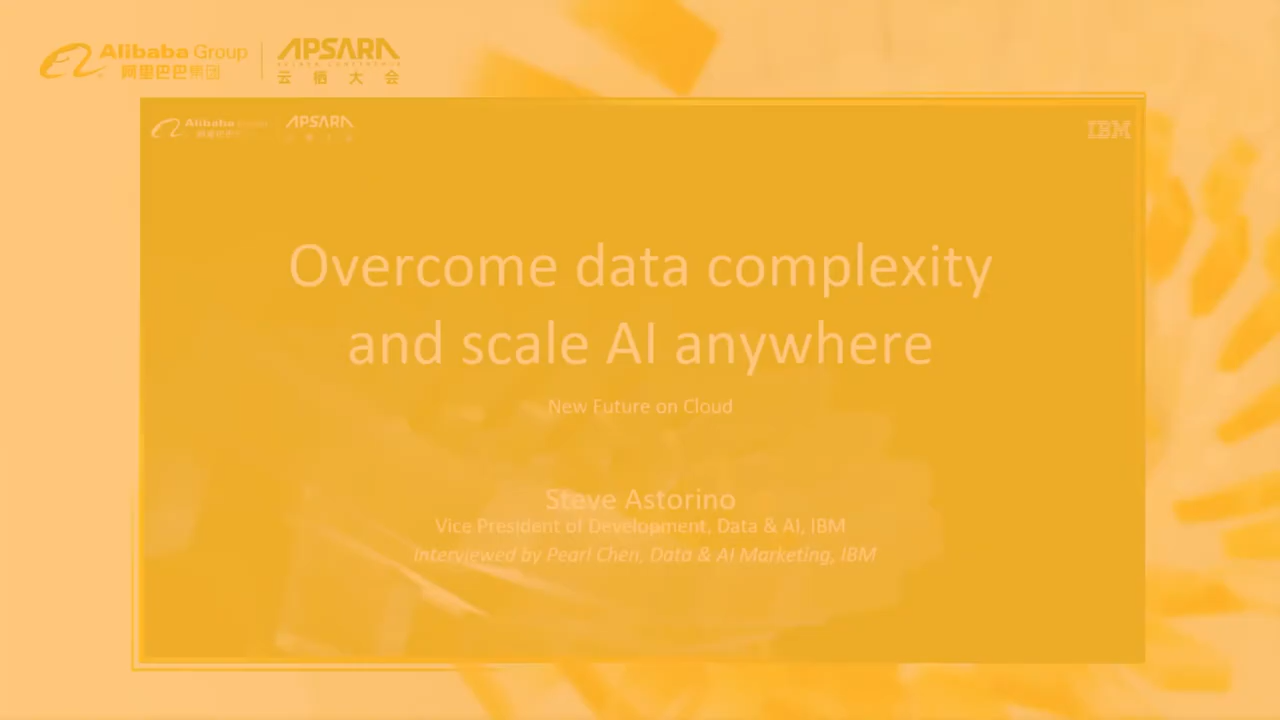 Alibaba Group
阿里巴巴集团
APSARA
云 栖 大 会
Alibaba
APSARA
IBM
Overcome data complexity
and scale AI anywhere
New Future on Cloud
Steve Astorino
Vice President of Development, Data & AI, IBM
Interviewed by Pearl Chen, Data & AI Marketing, IBM